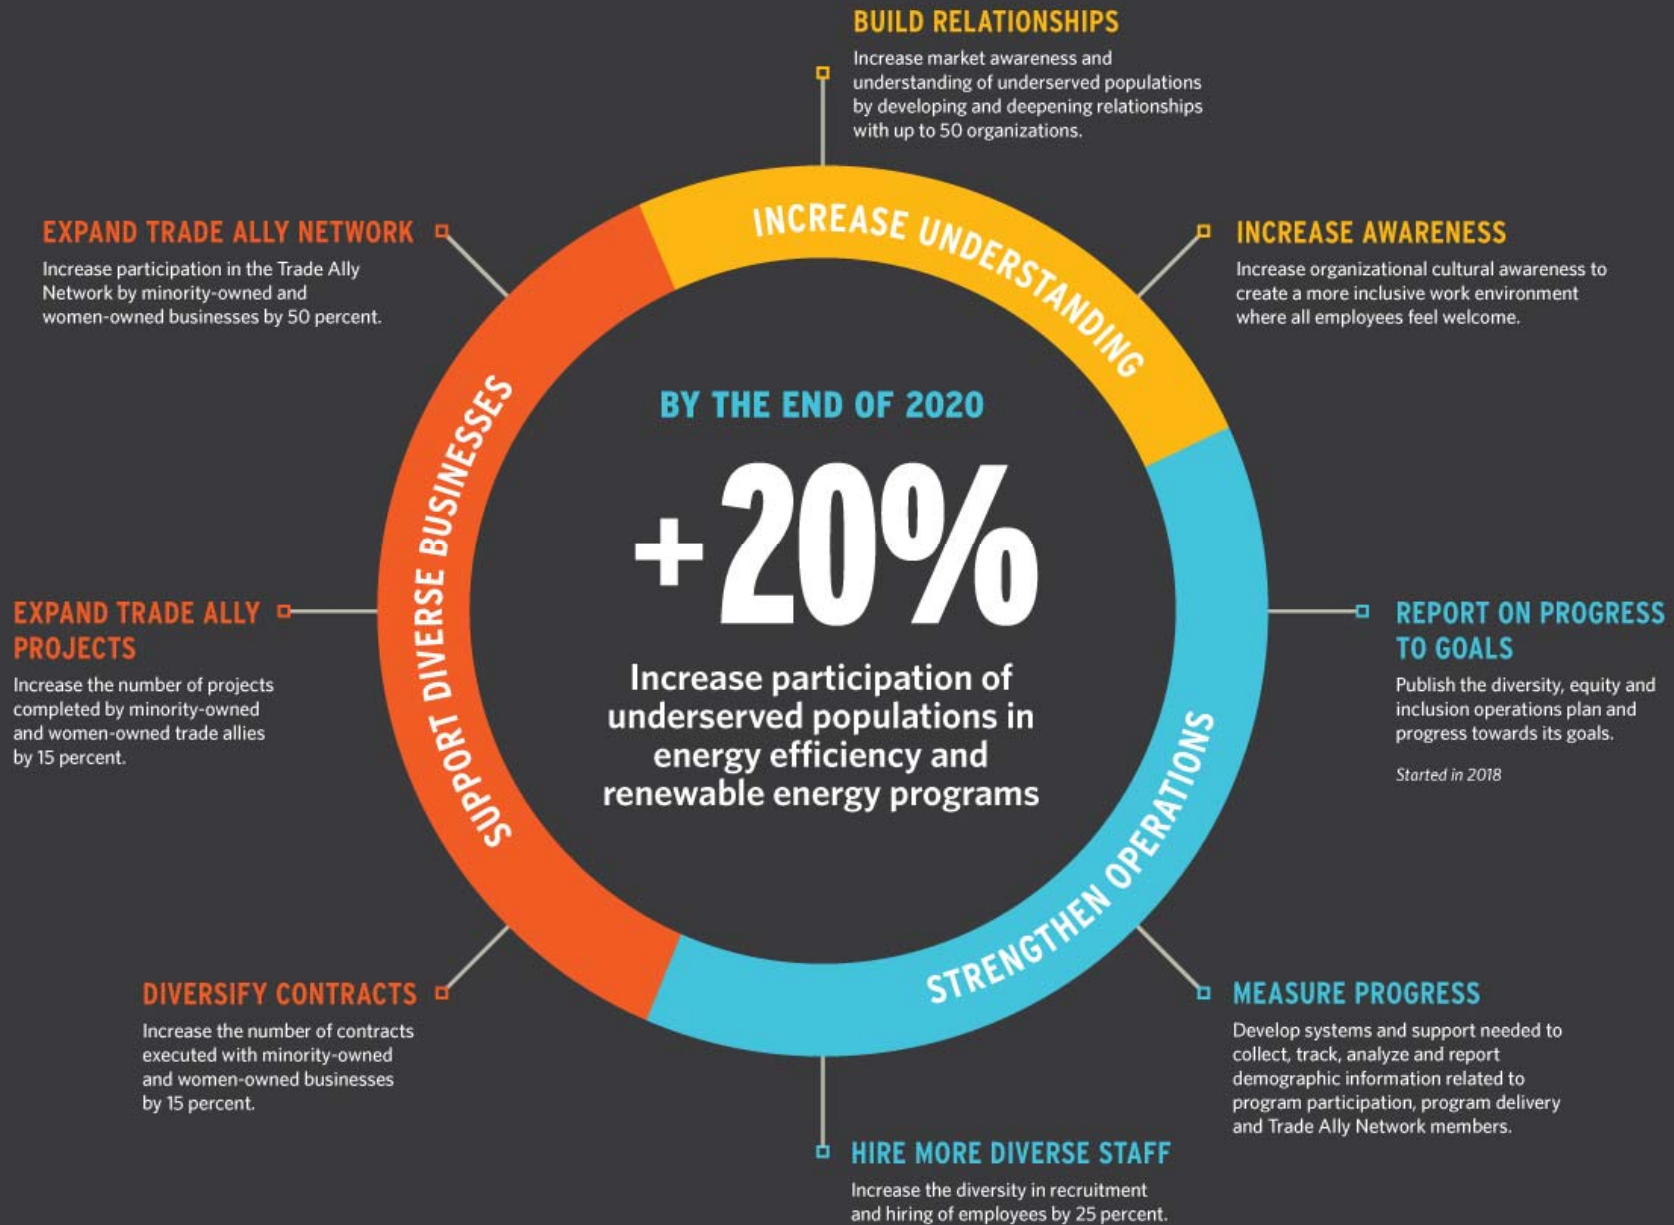 BUILD RELATIONSHIPS
Increase market awareness and
understanding of underserved populations
by developing and deepening relationships
with up to 50 organizations.
EXPAND TRADE ALLY NETWORK
Increase participation in the Trade Ally
Network by minority-owned and
women-owned businesses by 50 percent.
INCREASE AWARENESS
Increase organizational cultural awareness to
create a more inclusive work environment
where all employees feel welcome.
INCREASE UNDERSTANDING
SUPPORT DIVERSE BUSINESSES
STRENGTHEN OPERATIONS
BY THE END OF 2020
+20%
Increase participation of
underserved populations in
energy efficiency and
renewable energy programs
EXPAND TRADE ALLY
PROJECTS
Increase the number of projects
completed by minority-owned
and women-owned trade allies
by 15 percent.
REPORT ON PROGRESS
TO GOALS
Publish the diversity, equity and
inclusion operations plan and
progress towards its goals.
Started in 2018
DIVERSIFY CONTRACTS
Increase the number of contracts
executed with minority-owned
and women-owned businesses
by 15 percent.
MEASURE PROGRESS
Develop systems and support needed to
collect, track, analyze and report
demographic information related to
program participation, program delivery
and Trade Ally Network members.
HIRE MORE DIVERSE STAFF
Increase the diversity in recruitment
and hiring of employees by 25 percent.